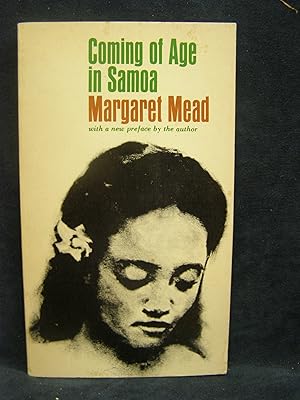 Coming of Age
in Samoa
Margaret Mead
with a new preface by the author